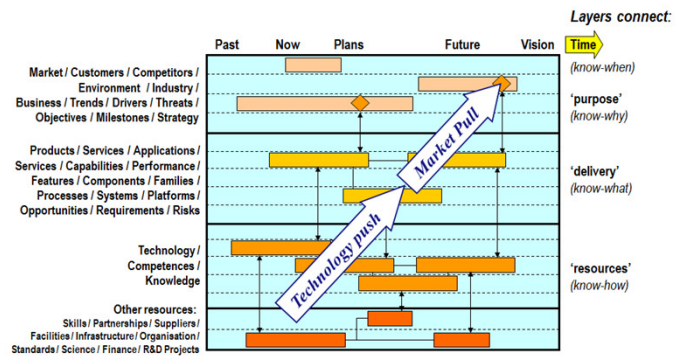 Layers connect:
Past Now Plans Future Vision Time
(know-when)
Market / Customers / Competitors /
Environment / Industry
Business / Trends / Drivers / Threats
Objectives / Milestones / Strategy
'purpose'
(know-why)
Market Pull
Products / Services / Applications /
Services / Capabilities / Performance /
Features / Components / Families /
Processes / Systems / Platforms /
Opportunities / Requirements / Risks
'delivery'
(know-what)
Technology push
Technology /
Competences /
Knowledge
'resources'
(know-how)
Other resources:
Skills / Partnerships / Suppliers /
Facilities / Infrastructure / Organisation /
Standards / Science / Finance / R&D Projects